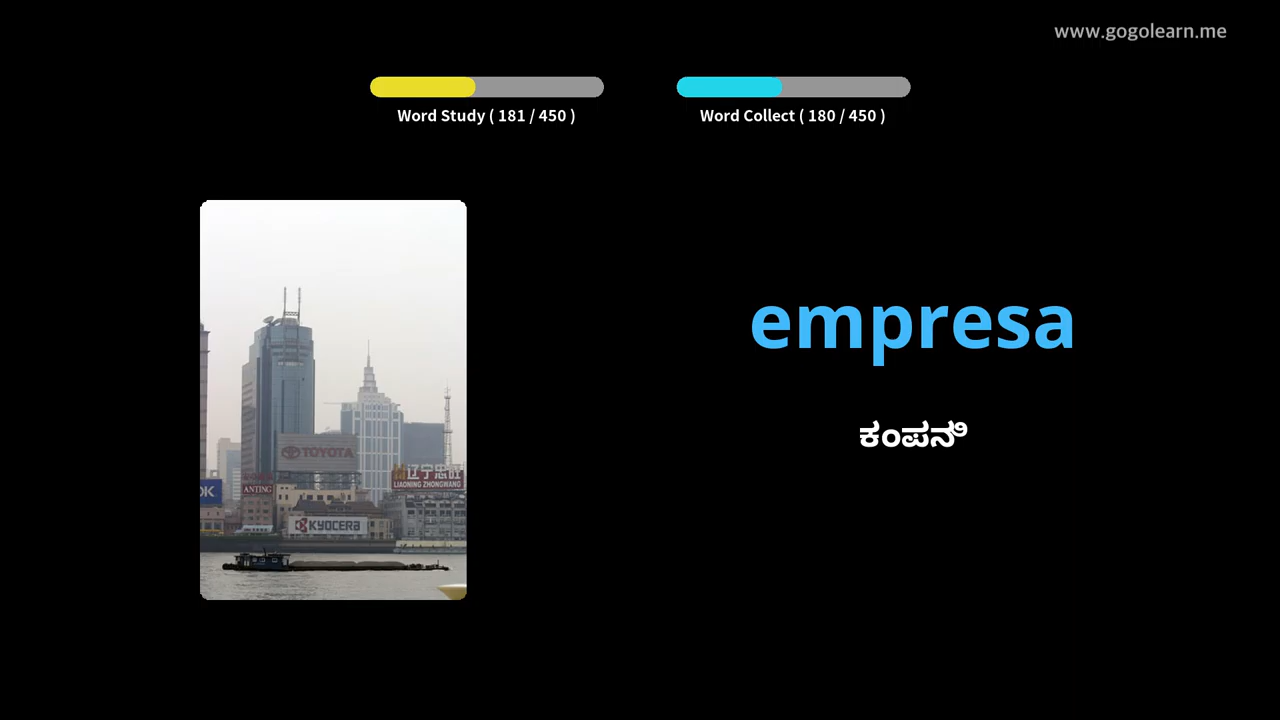 www.gogolearn.me
Word Study ( 181 / 450 )
Word Collect ( 180 / 450 )
empresa
ಕಂಪನಿ
TOYOTA
辽宁忠旺
LIAONING ZHONGWANG
OK
ANTING
KYOCERA